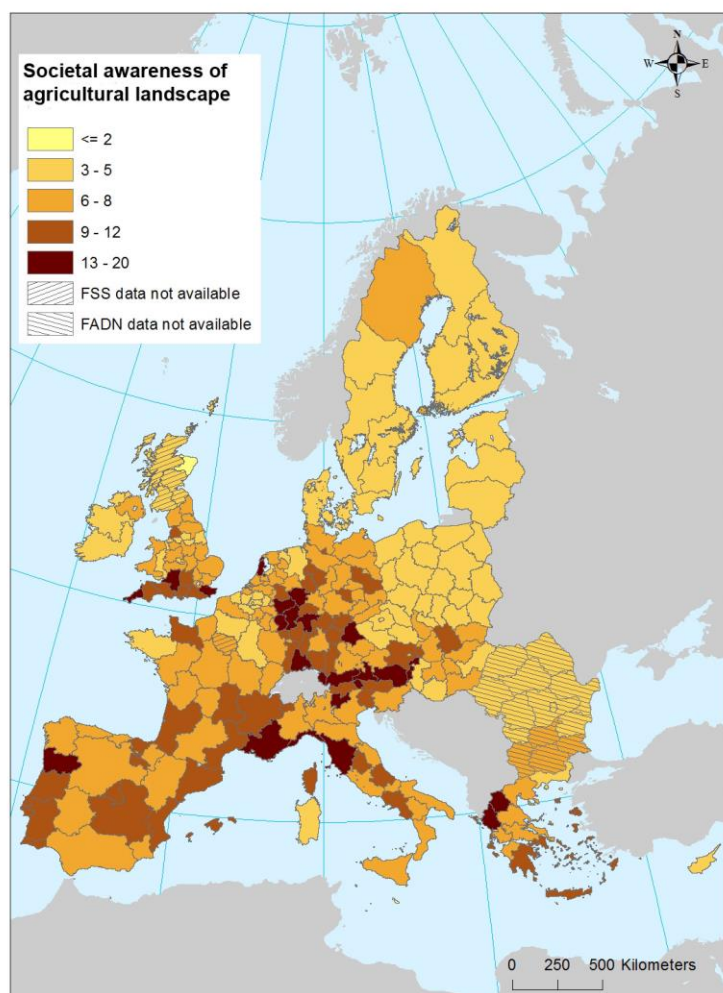 Societal awareness of
agricultural landscape
<= 2
3 - 5
6 - 8
9 - 12
13 - 20
FSS data not available
FADN data not available
N
W E
S
0 250 500 Kilometers